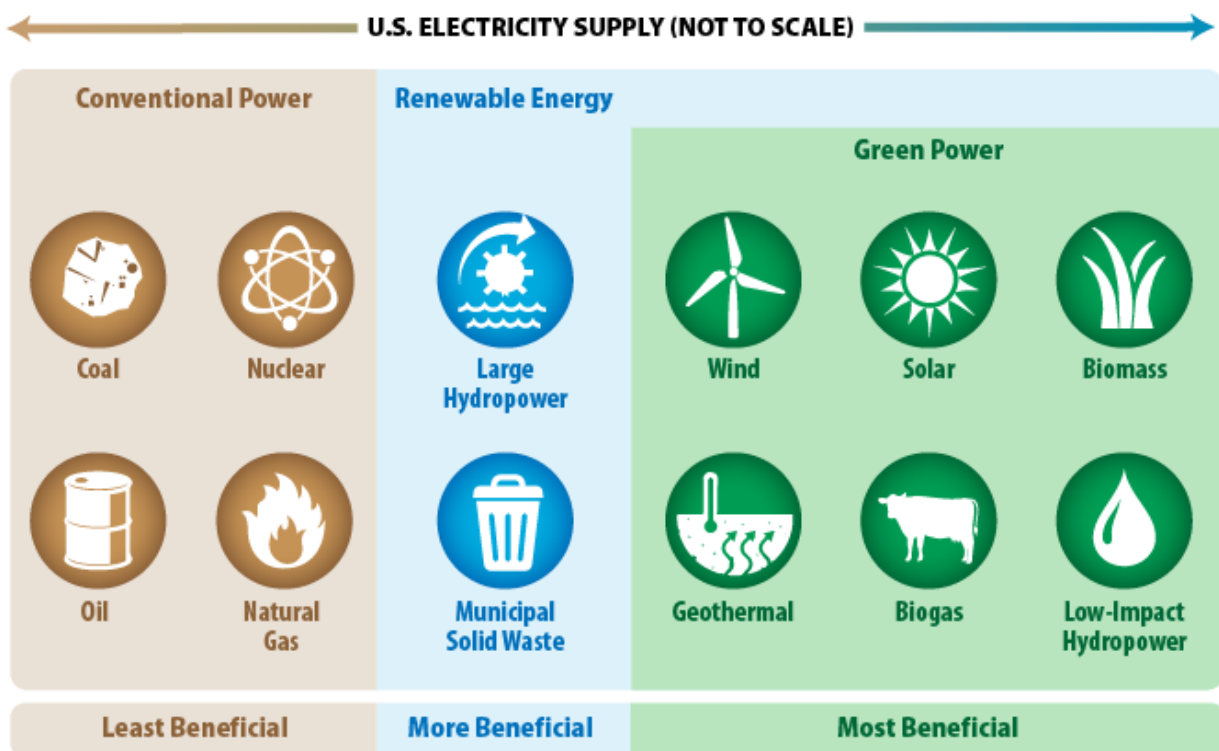 U.S. ELECTRICITY SUPPLY (NOT TO SCALE)
Conventional Power
Renewable Energy
Green Power
Coal
Nuclear
Large
Hydropower
Wind
Solar
Biomass
Oil
Natural
Gas
Municipal
Solid Waste
Geothermal
Biogas
Low-Impact
Hydropower
Least Beneficial
More Beneficial
Most Beneficial